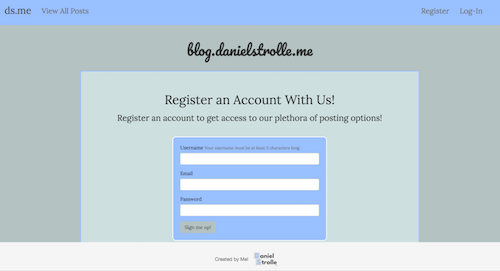 ds.me View All Posts Register Log-In
blog.danielstrolle.me
Register an Account With Us!
Register an account to get access to our plethora of posting options!
Username Your username must be at least 3 characters long.
Email
Password
Sign me up!
Created by Me! Daniel
Strolle